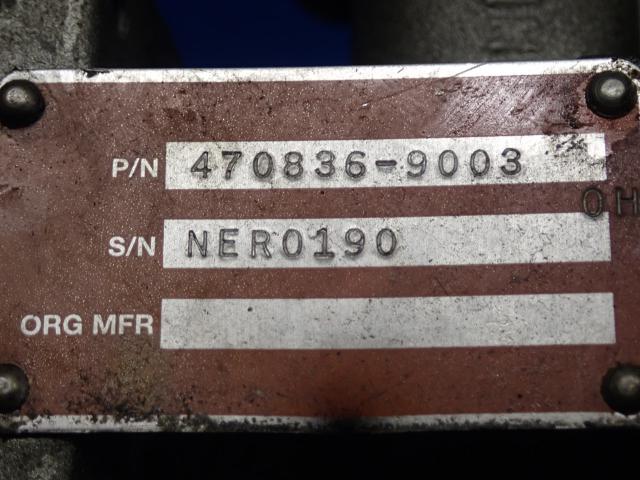 P/N 470836-9003
OH
S/N NER0190
ORG MFR